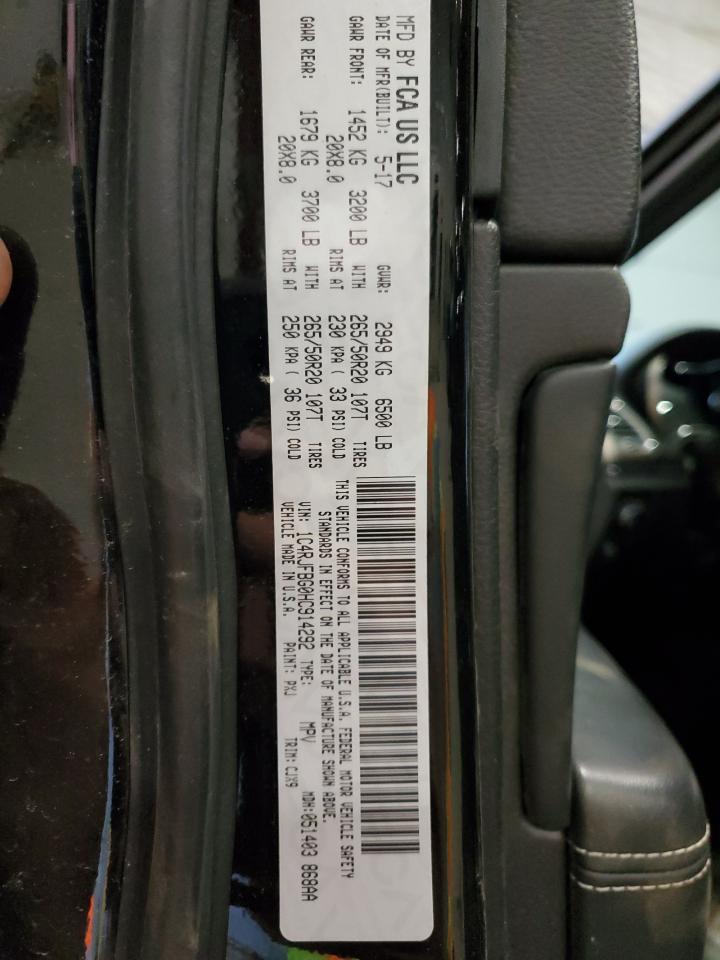 MFD BY FCA US LLC
DATE OF MFR(BUILT): 5-17 GVWR: 2949 KG 6500 LB
GAWR FRONT: 1452 KG 3200 LB WITH 265/50R20 107T TIRES
20X8.0 RIMS AT 230 KPA ( 33 PSI) COLD
GAWR REAR: 1679 KG 3700 LB WITH 265/50R20 107T TIRES
20X8.0 RIMS AT 250 KPA ( 36 PSI) COLD
THIS VEHICLE CONFORMS TO ALL APPLICABLE U.S.A. FEDERAL MOTOR VEHICLE SAFETY
STANDARDS IN EFFECT ON THE DATE OF MANUFACTURE SHOWN ABOVE.
VIN: 1C4RJFBG0HC914292 TYPE: MPV MDH:051403 868AA
VEHICLE MADE IN U.S.A. PAINT: PXJ TRIM: CJX9